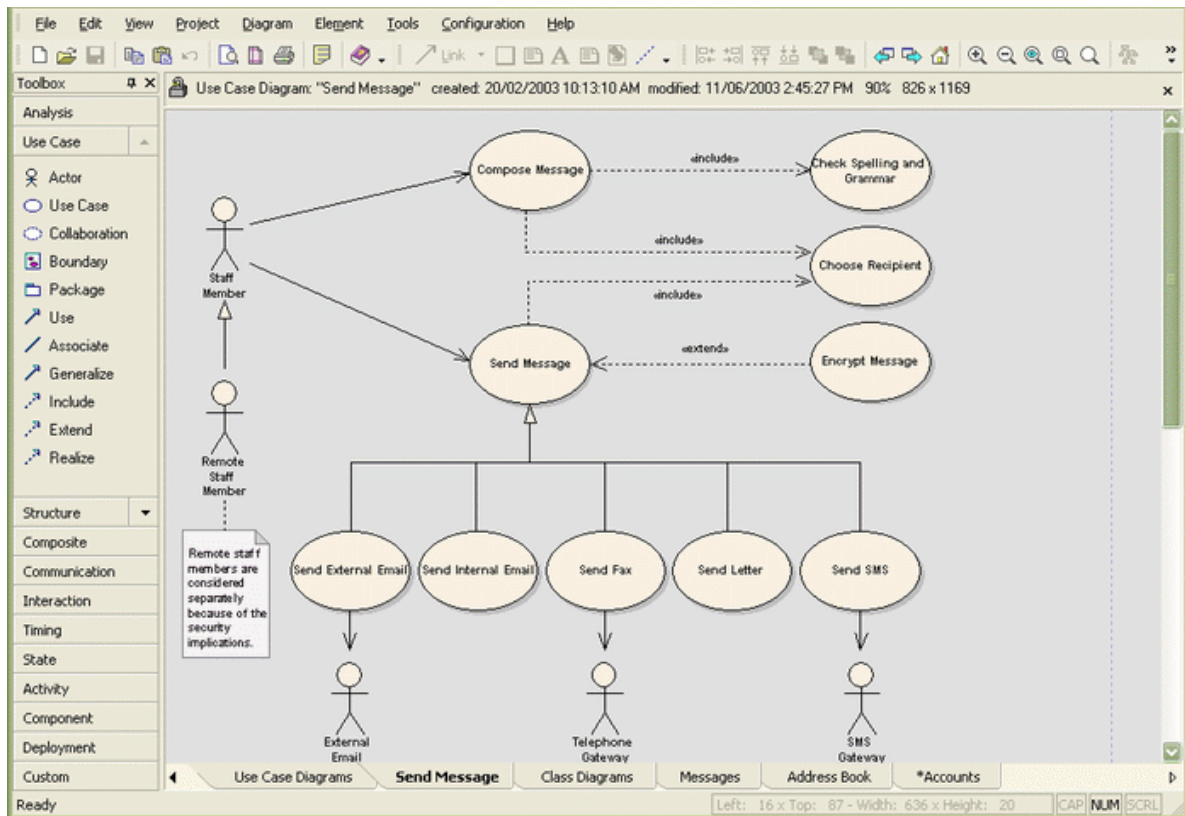 File Edit View Project Diagram Element Tools Configuration Help
Link
Toolbox
Use Case Diagram: "Send Message" created: 20/02/2003 10:13:10 AM modified: 11/06/2003 2:45:27 PM 90% 826 x 1169
Analysis
Use Case
Actor
Use Case
Collaboration
Boundary
Package
Use
Associate
Generalize
Include
Extend
Realize
Structure
Composite
Communication
Interaction
Timing
State
Activity
Component
Deployment
Custom
Compose Message
«include»
Check Spelling and
Grammar
Staff
Member
«include»
Choose Recipient
«include»
Send Message
«extend»
Encrypt Message
Remote
Staff
Member
Remote staff
members are
considered
separately
because of the
security
implications.
Send External Email
Send Internal Email
Send Fax
Send Letter
Send SMS
External
Email
Telephone
Gateway
SMS
Gateway
Use Case Diagrams Send Message Class Diagrams Messages Address Book *Accounts
Ready
Left: 16 x Top: 87 - Width: 636 x Height: 20 CAP NUM SCRL